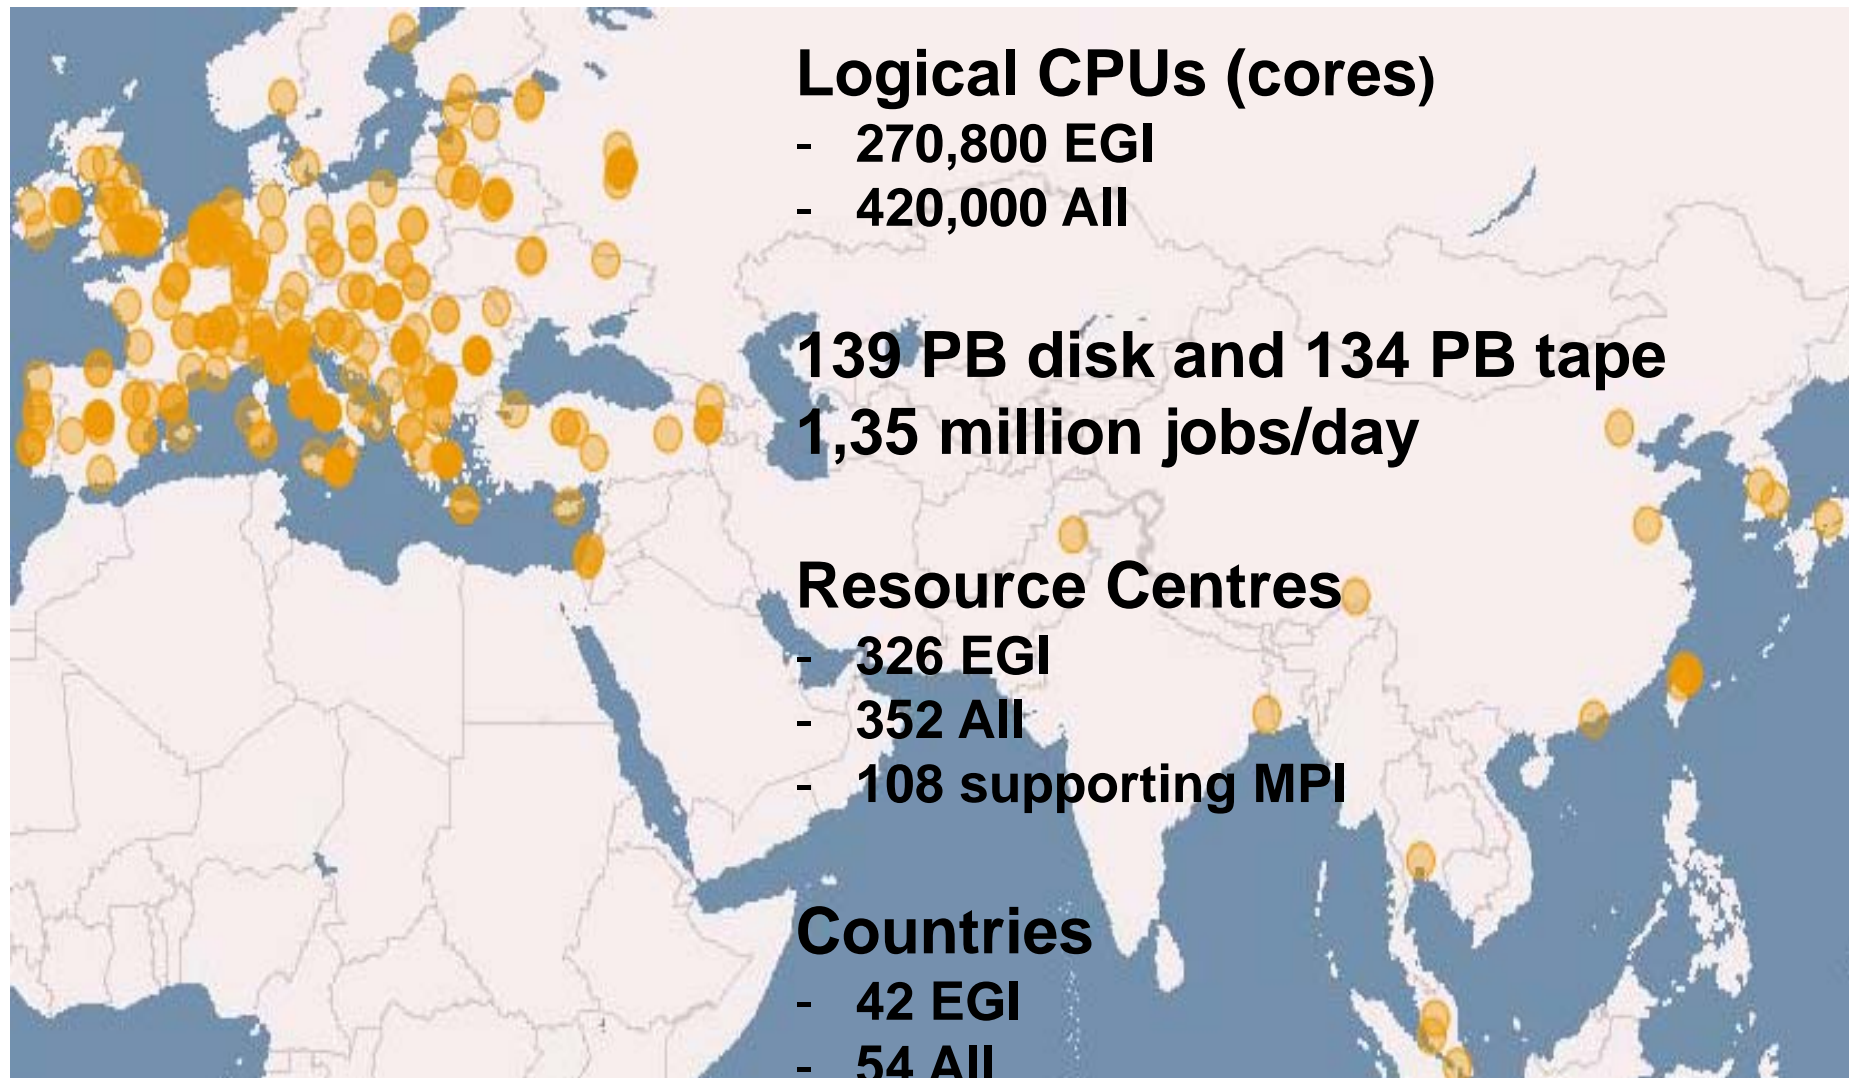 Logical CPUs (cores)
- 270,800 EGI
- 420,000 All
139 PB disk and 134 PB tape
1,35 million jobs/day
Resource Centres
- 326 EGI
- 352 All
- 108 supporting MPI
Countries
- 42 EGI
- 54 All